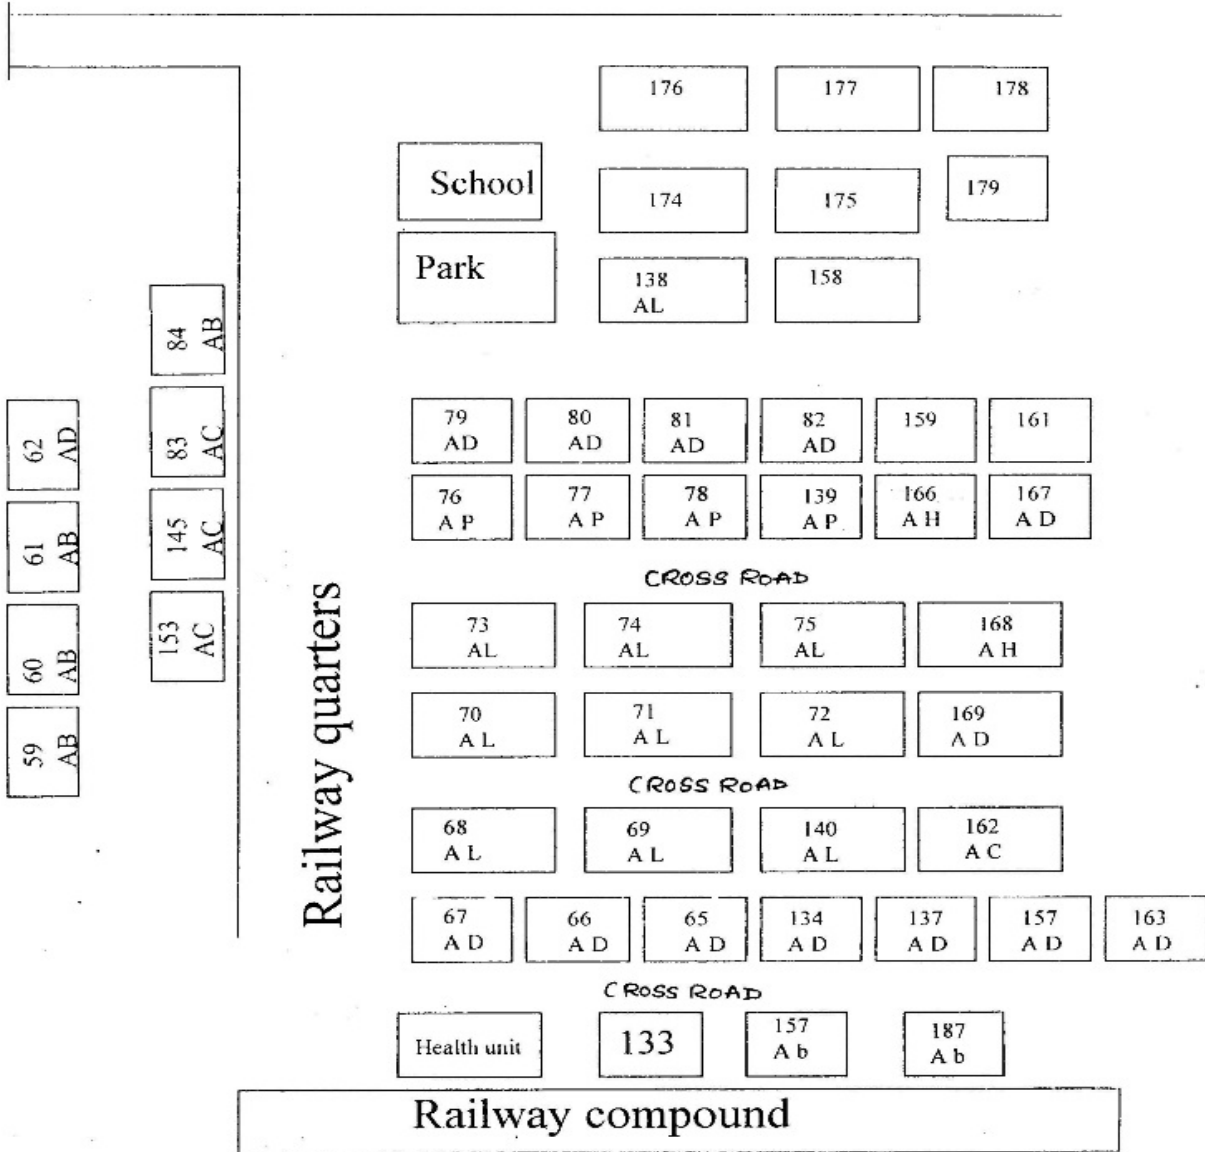 176
177
178
School
174
175
179
Park
138
AL
158
84
AB
83
AC
145
AC
153
AC
62
AD
61
AB
60
AB
59
AB
Railway quarters
79
AD
80
AD
81
AD
82
AD
159
161
76
A P
77
A P
78
A P
139
A P
166
A H
167
A D
CROSS ROAD
73
AL
74
AL
75
AL
168
A H
70
A L
71
A L
72
A L
169
A D
CROSS ROAD
68
A L
69
A L
140
A L
162
A C
67
A D
66
A D
65
A D
134
A D
137
A D
157
A D
163
A D
CROSS ROAD
Health unit
133
157
A b
187
A b
Railway compound